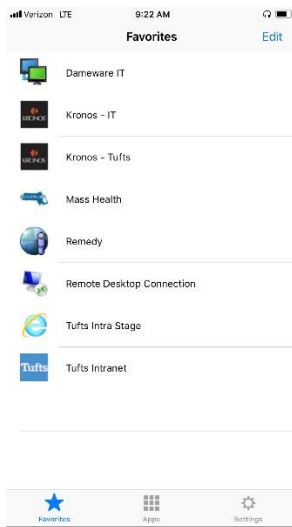 Verizon LTE 9:22 AM
Favorites Edit
Dameware IT
KRONOS Kronos - IT
KRONOS Kronos - Tufts
Mass Health
Remedy
Remote Desktop Connection
Tufts Intra Stage
Tufts Tufts Intranet
Favorites Apps Settings